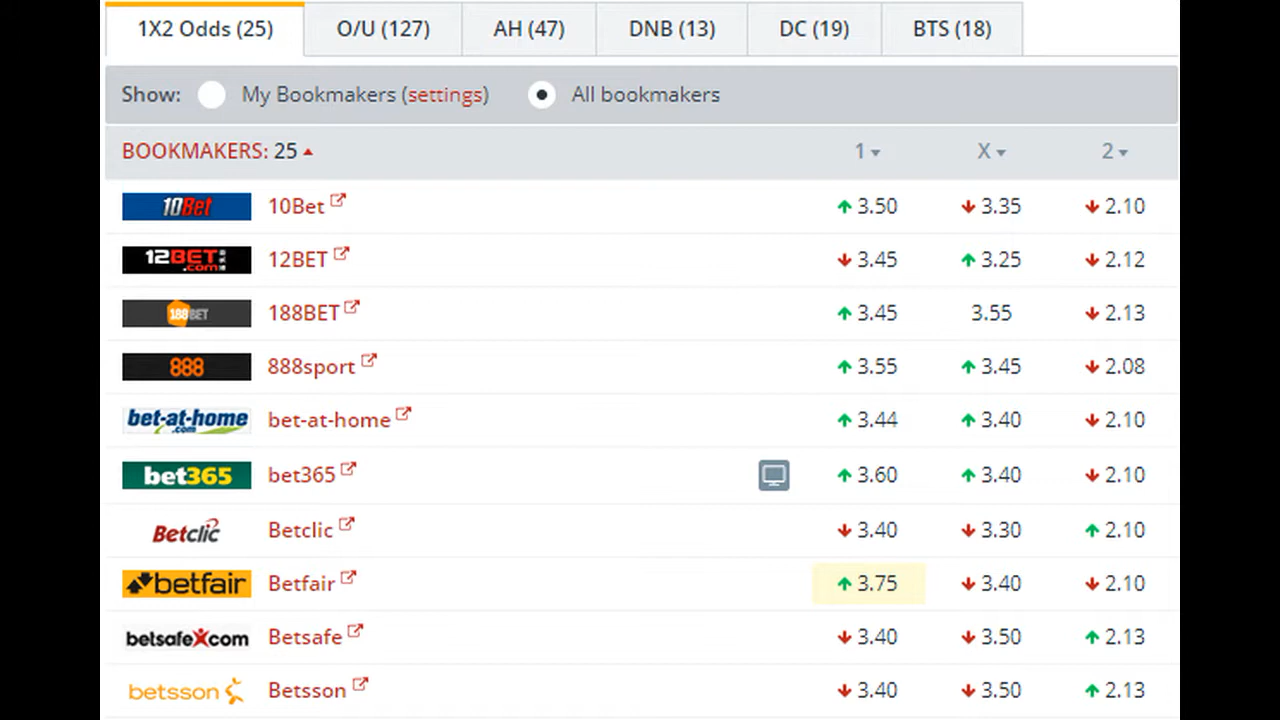 1X2 Odds (25) O/U (127) AH (47) DNB (13) DC (19) BTS (18)
Show: My Bookmakers (settings) All bookmakers
BOOKMAKERS: 25 1 X 2
10Bet 10Bet 3.50 3.35 2.10
12BET.com 12BET 3.45 3.25 2.12
188BET 188BET 3.45 3.55 2.13
888 888sport 3.55 3.45 2.08
bet-at-home.com bet-at-home 3.44 3.40 2.10
bet365 bet365 3.60 3.40 2.10
Betclic Betclic 3.40 3.30 2.10
betfair Betfair 3.75 3.40 2.10
betsafe.com Betsafe 3.40 3.50 2.13
betsson Betsson 3.40 3.50 2.13